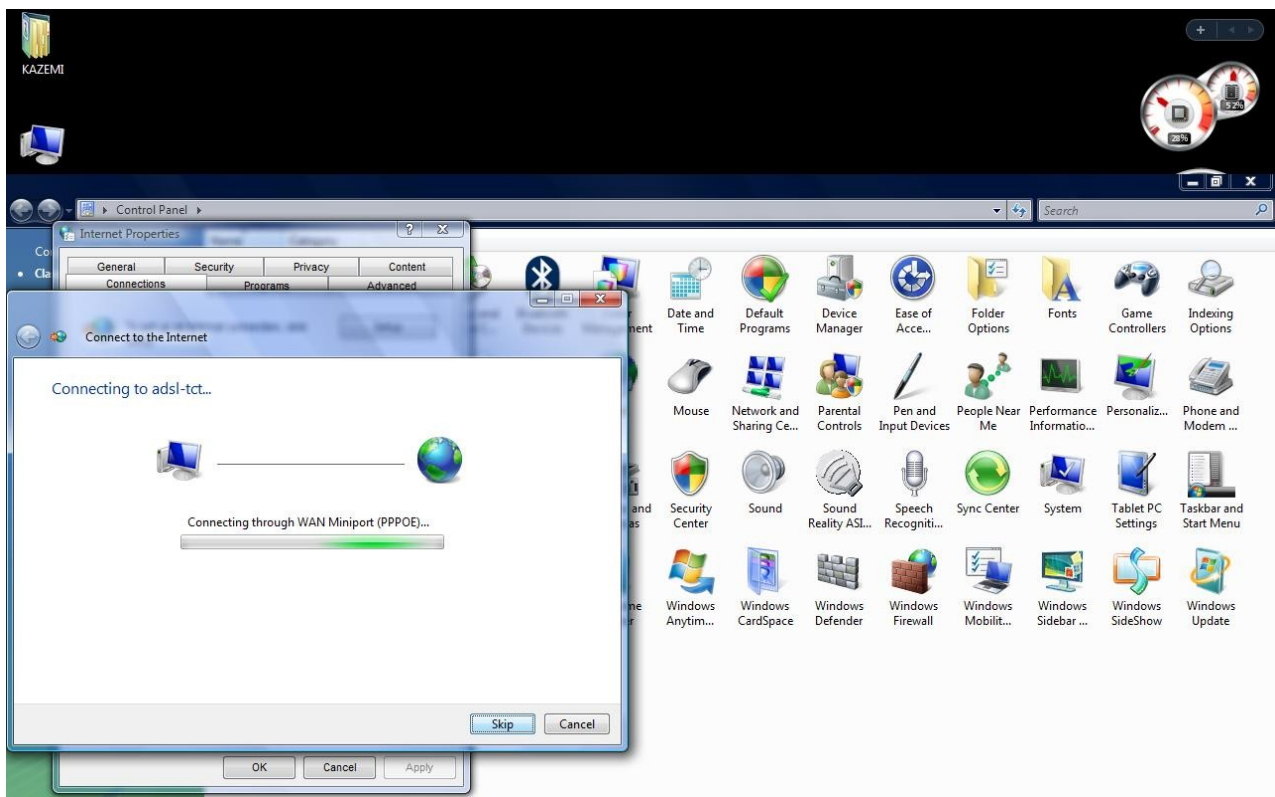 KAZEMI
52%
28%
Control Panel
Search
Internet Properties
General Security Privacy Content
Connections Programs Advanced
Connect to the Internet
Connecting to adsl-tct...
Connecting through WAN Miniport (PPPOE)...
Skip Cancel
OK Cancel Apply
Date and
Time
Default
Programs
Device
Manager
Ease of
Acce...
Folder
Options
Fonts
Game
Controllers
Indexing
Options
Mouse
Network and
Sharing Ce...
Parental
Controls
Pen and
Input Devices
People Near
Me
Performance
Informatio...
Personaliz...
Phone and
Modem ...
Security
Center
Sound
Sound
Reality ASI...
Speech
Recogniti...
Sync Center
System
Tablet PC
Settings
Taskbar and
Start Menu
Windows
Anytim...
Windows
CardSpace
Windows
Defender
Windows
Firewall
Windows
Mobilit...
Windows
Sidebar ...
Windows
SideShow
Windows
Update